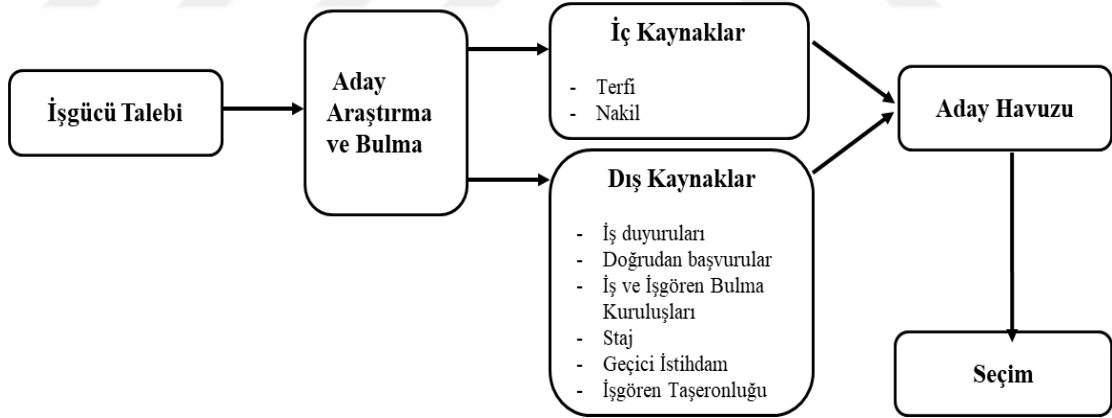 İşgücü Talebi
Aday
Araştırma
ve Bulma
İç Kaynaklar
- Terfi
- Nakil
Dış Kaynaklar
- İş duyuruları
- Doğrudan başvurular
- İş ve İşgören Bulma
Kuruluşları
- Staj
- Geçici İstihdam
- İşgören Taşeronluğu
Aday Havuzu
Seçim